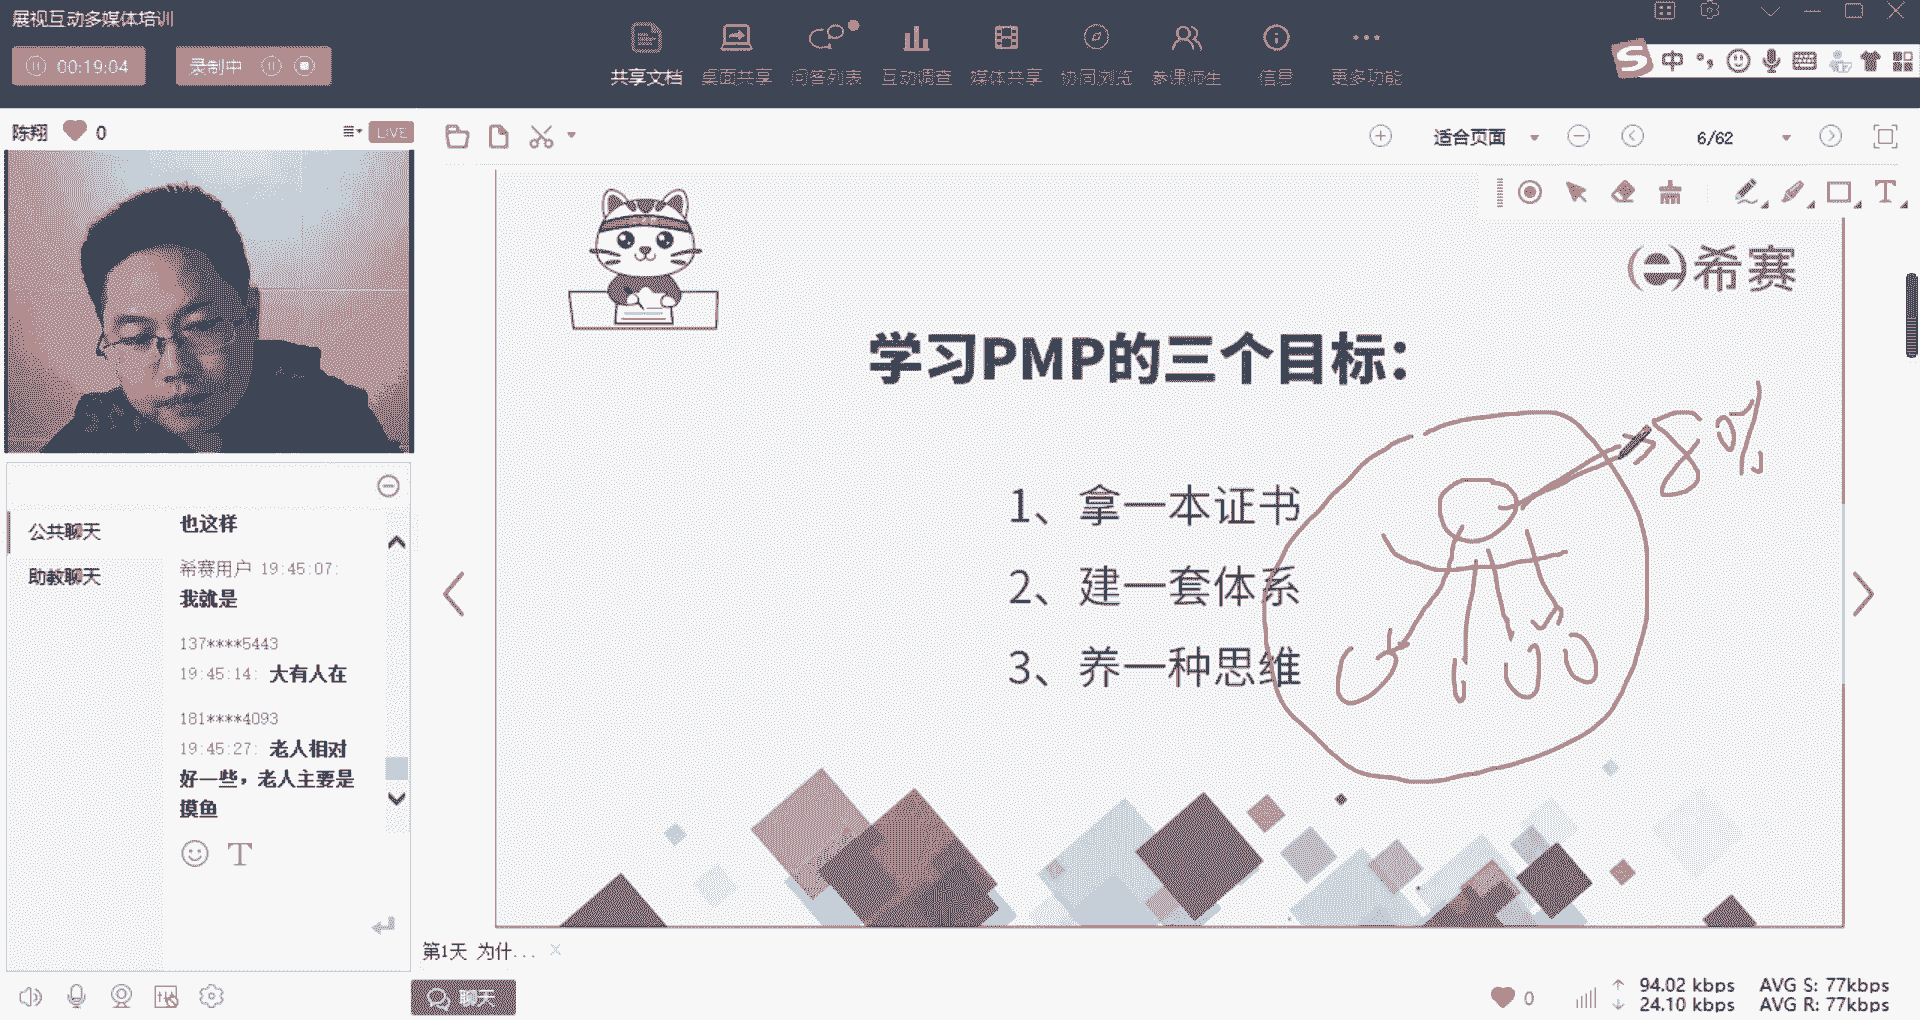 展视互动多媒体培训
00:19:04
录制中
共享文档 桌面共享 问答列表 互动调查 媒体共享 协同浏览 参课师生 信息 更多功能
中
陈翔 0
LIVE
适合页面
6/62
T
希赛
学习PMP的三个目标：
1、拿一本证书
2、建一套体系
3、养一种思维
80%
公共聊天
助教聊天
也这样
希赛用户 19:45:07:
我就是
137****5443
19:45:14: 大有人在
181****4093
19:45:27: 老人相对
好一些，老人主要是
摸鱼
T
第1天 为什...
聊天
0
94.02 kbps AVG S: 77kbps
24.10 kbps AVG R: 77kbps